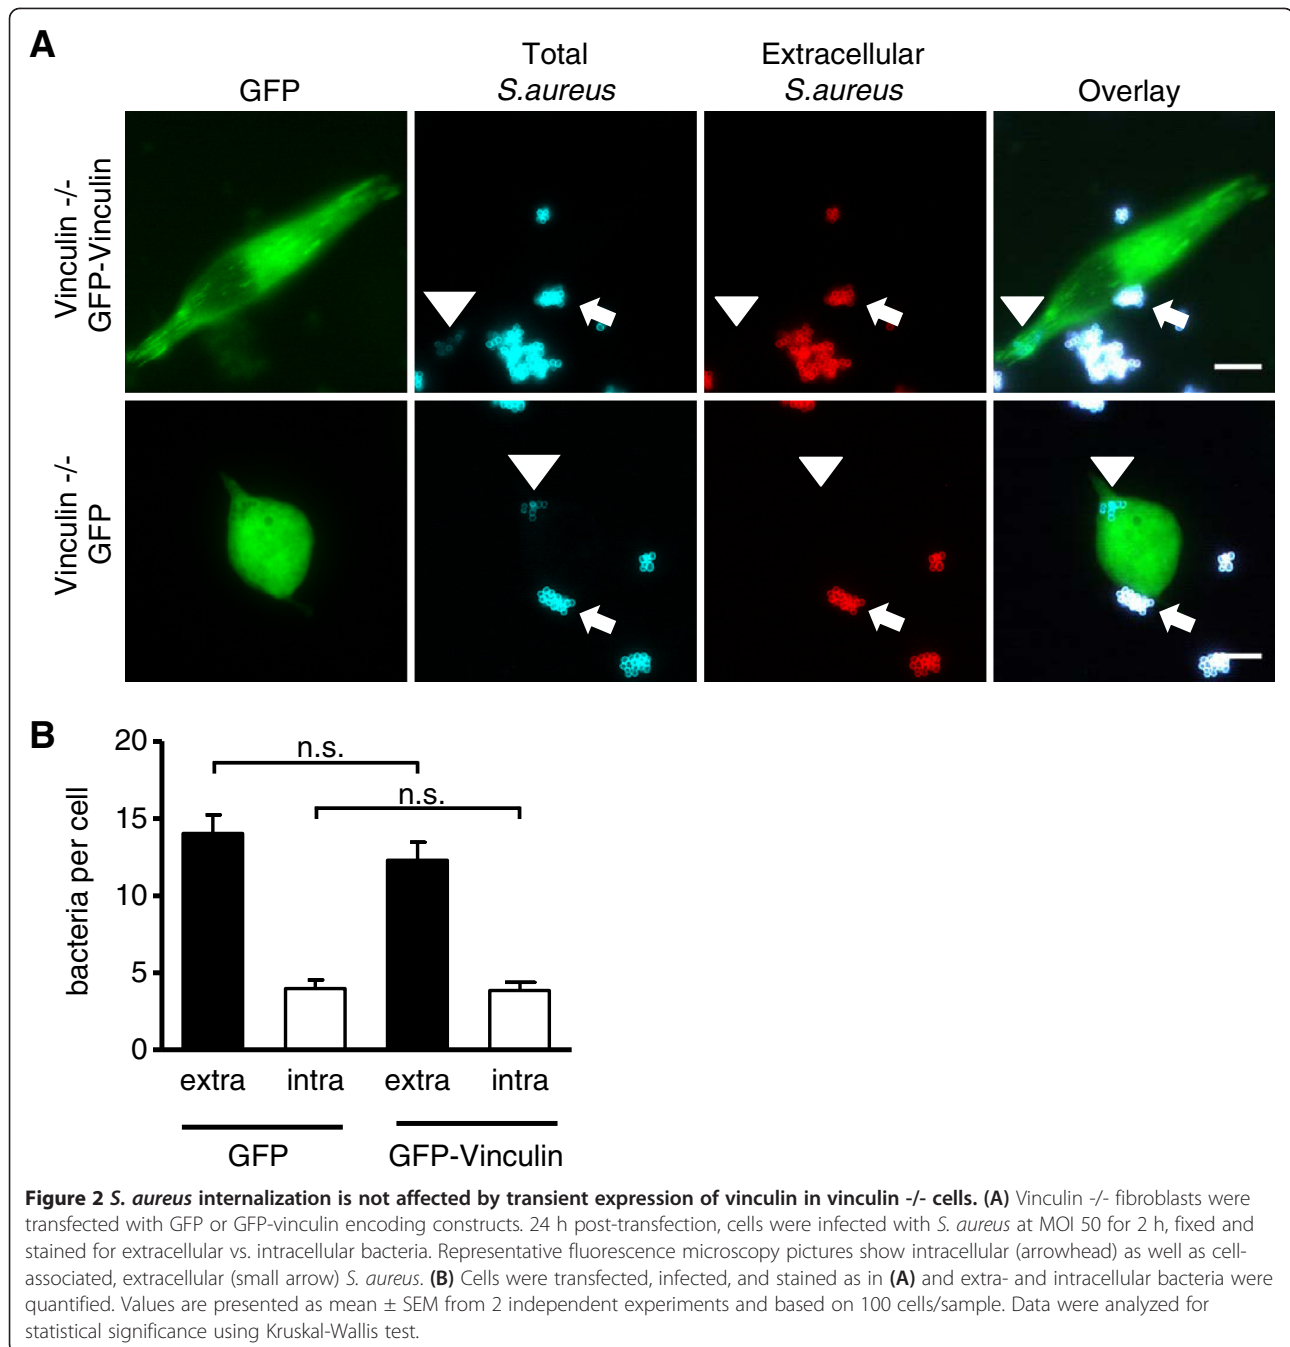 A
GFP
Total
S.aureus
Extracellular
S.aureus
Overlay
Vinculin -/-
GFP-Vinculin
Vinculin -/-
GFP
B
bacteria per cell
20
15
10
5
0
n.s.
n.s.
extra
intra
extra
intra
GFP
GFP-Vinculin
Figure 2 S. aureus internalization is not affected by transient expression of vinculin in vinculin -/- cells. (A) Vinculin -/- fibroblasts were
transfected with GFP or GFP-vinculin encoding constructs. 24 h post-transfection, cells were infected with S. aureus at MOI 50 for 2 h, fixed and
stained for extracellular vs. intracellular bacteria. Representative fluorescence microscopy pictures show intracellular (arrowhead) as well as cell-
associated, extracellular (small arrow) S. aureus. (B) Cells were transfected, infected, and stained as in (A) and extra- and intracellular bacteria were
quantified. Values are presented as mean ± SEM from 2 independent experiments and based on 100 cells/sample. Data were analyzed for
statistical significance using Kruskal-Wallis test.